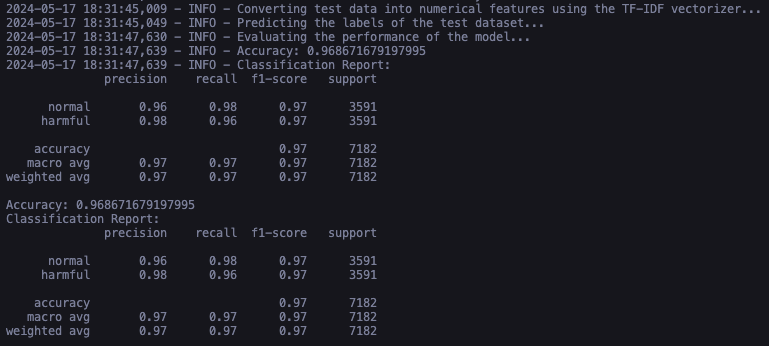 2024-05-17 18:31:45,009 - INFO - Converting test data into numerical features using the TF-IDF vectorizer...
2024-05-17 18:31:45,049 - INFO - Predicting the labels of the test dataset...
2024-05-17 18:31:47,630 - INFO - Evaluating the performance of the model...
2024-05-17 18:31:47,639 - INFO - Accuracy: 0.968671679197995
2024-05-17 18:31:47,639 - INFO - Classification Report:
              precision    recall  f1-score   support

      normal       0.96      0.98      0.97      3591
     harmful       0.98      0.96      0.97      3591

    accuracy                           0.97      7182
   macro avg       0.97      0.97      0.97      7182
weighted avg       0.97      0.97      0.97      7182

Accuracy: 0.968671679197995
Classification Report:
              precision    recall  f1-score   support

      normal       0.96      0.98      0.97      3591
     harmful       0.98      0.96      0.97      3591

    accuracy                           0.97      7182
   macro avg       0.97      0.97      0.97      7182
weighted avg       0.97      0.97      0.97      7182